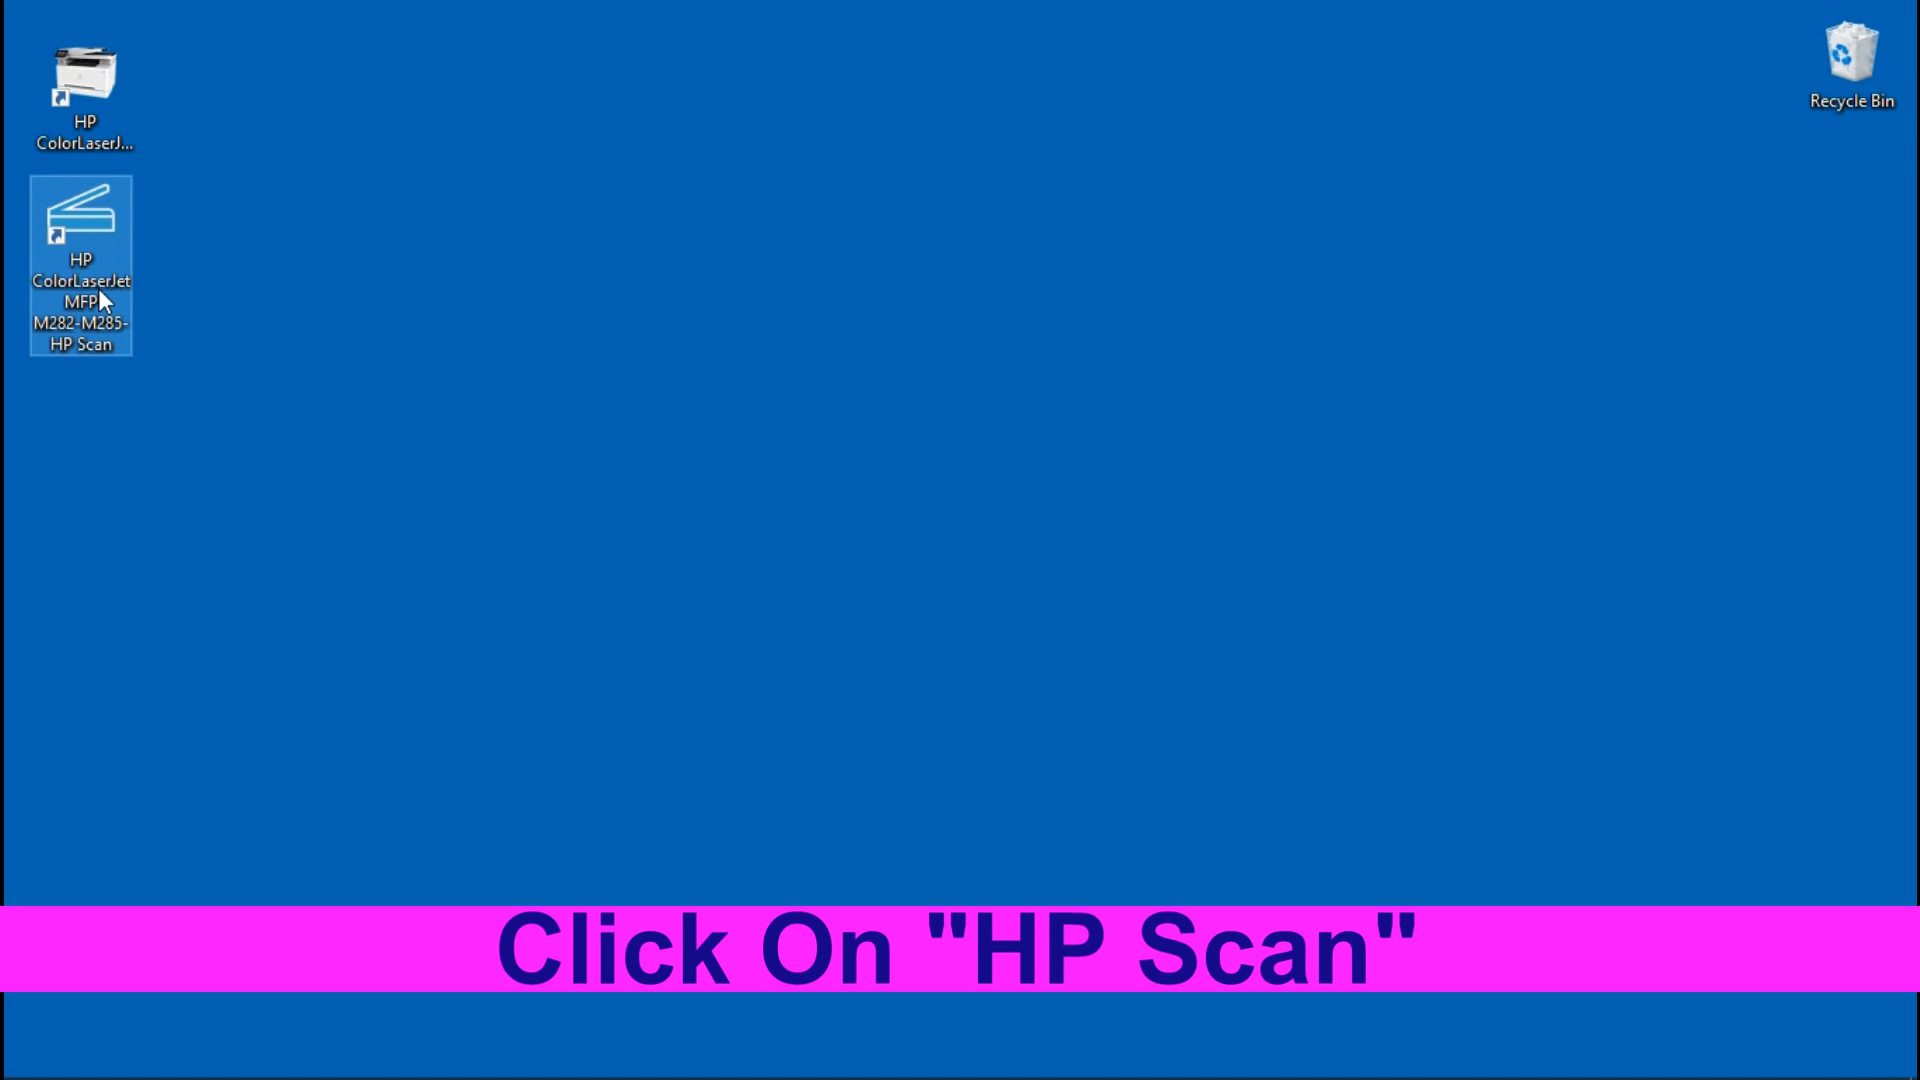 HP
ColorLaserJ...
HP
ColorLaserJet
MFP
M282-M285-
HP Scan
Recycle Bin
Click On "HP Scan"